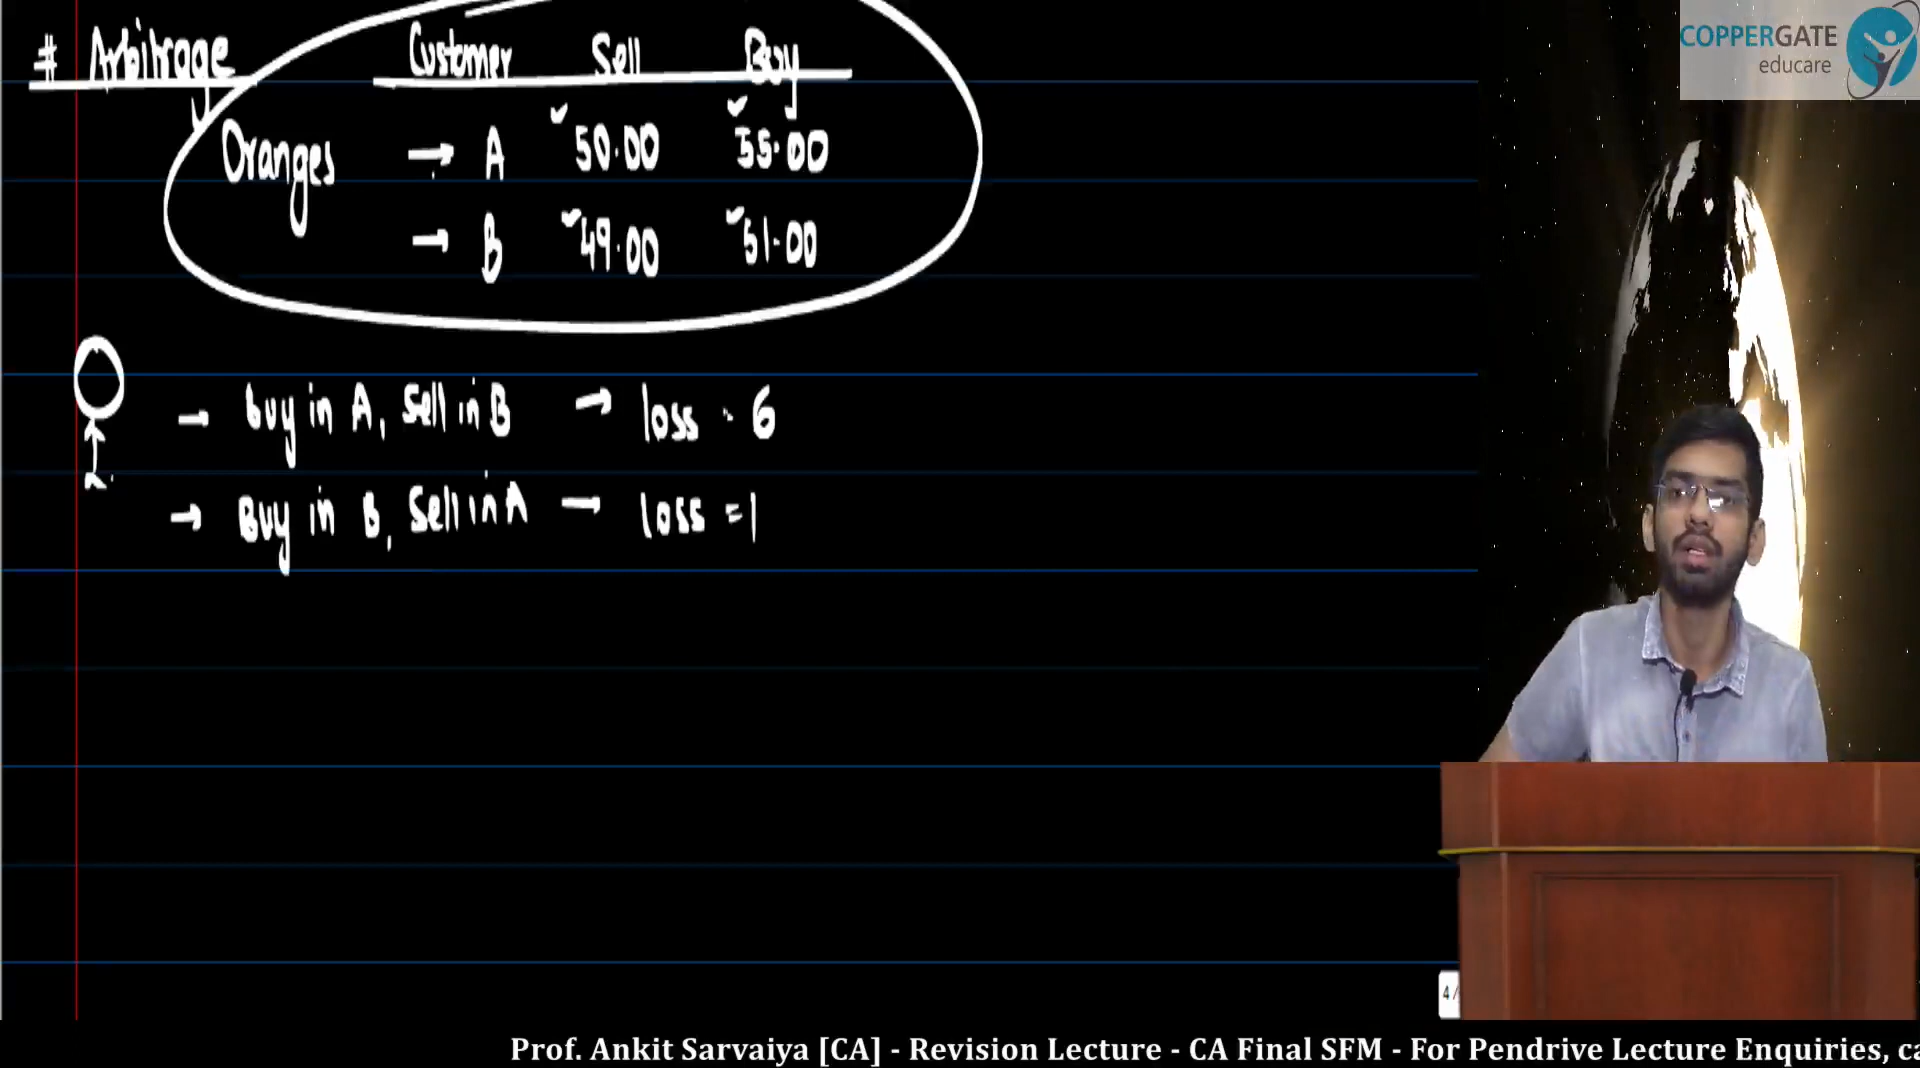 # Arbitrage Customer Sell Buy
Oranges → A 50.00 55.00
→ B 49.00 51.00
– buy in A, Sell in B → loss - 6
→ Buy in B, Sell in A – loss = 1
COPPERGATE
educare
4/
Prof. Ankit Sarvaiya [CA] - Revision Lecture - CA Final SFM - For Pendrive Lecture Enquiries, ca